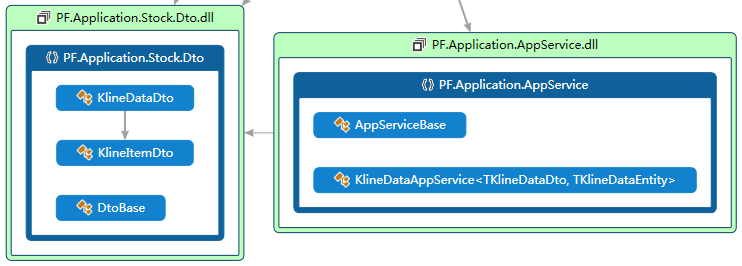 PF.Application.Stock.Dto.dll
PF.Application.Stock.Dto
KlineDataDto
KlineItemDto
DtoBase
PF.Application.AppService.dll
PF.Application.AppService
AppServiceBase
KlineDataAppService<TKlineDataDto, TKlineDataEntity>